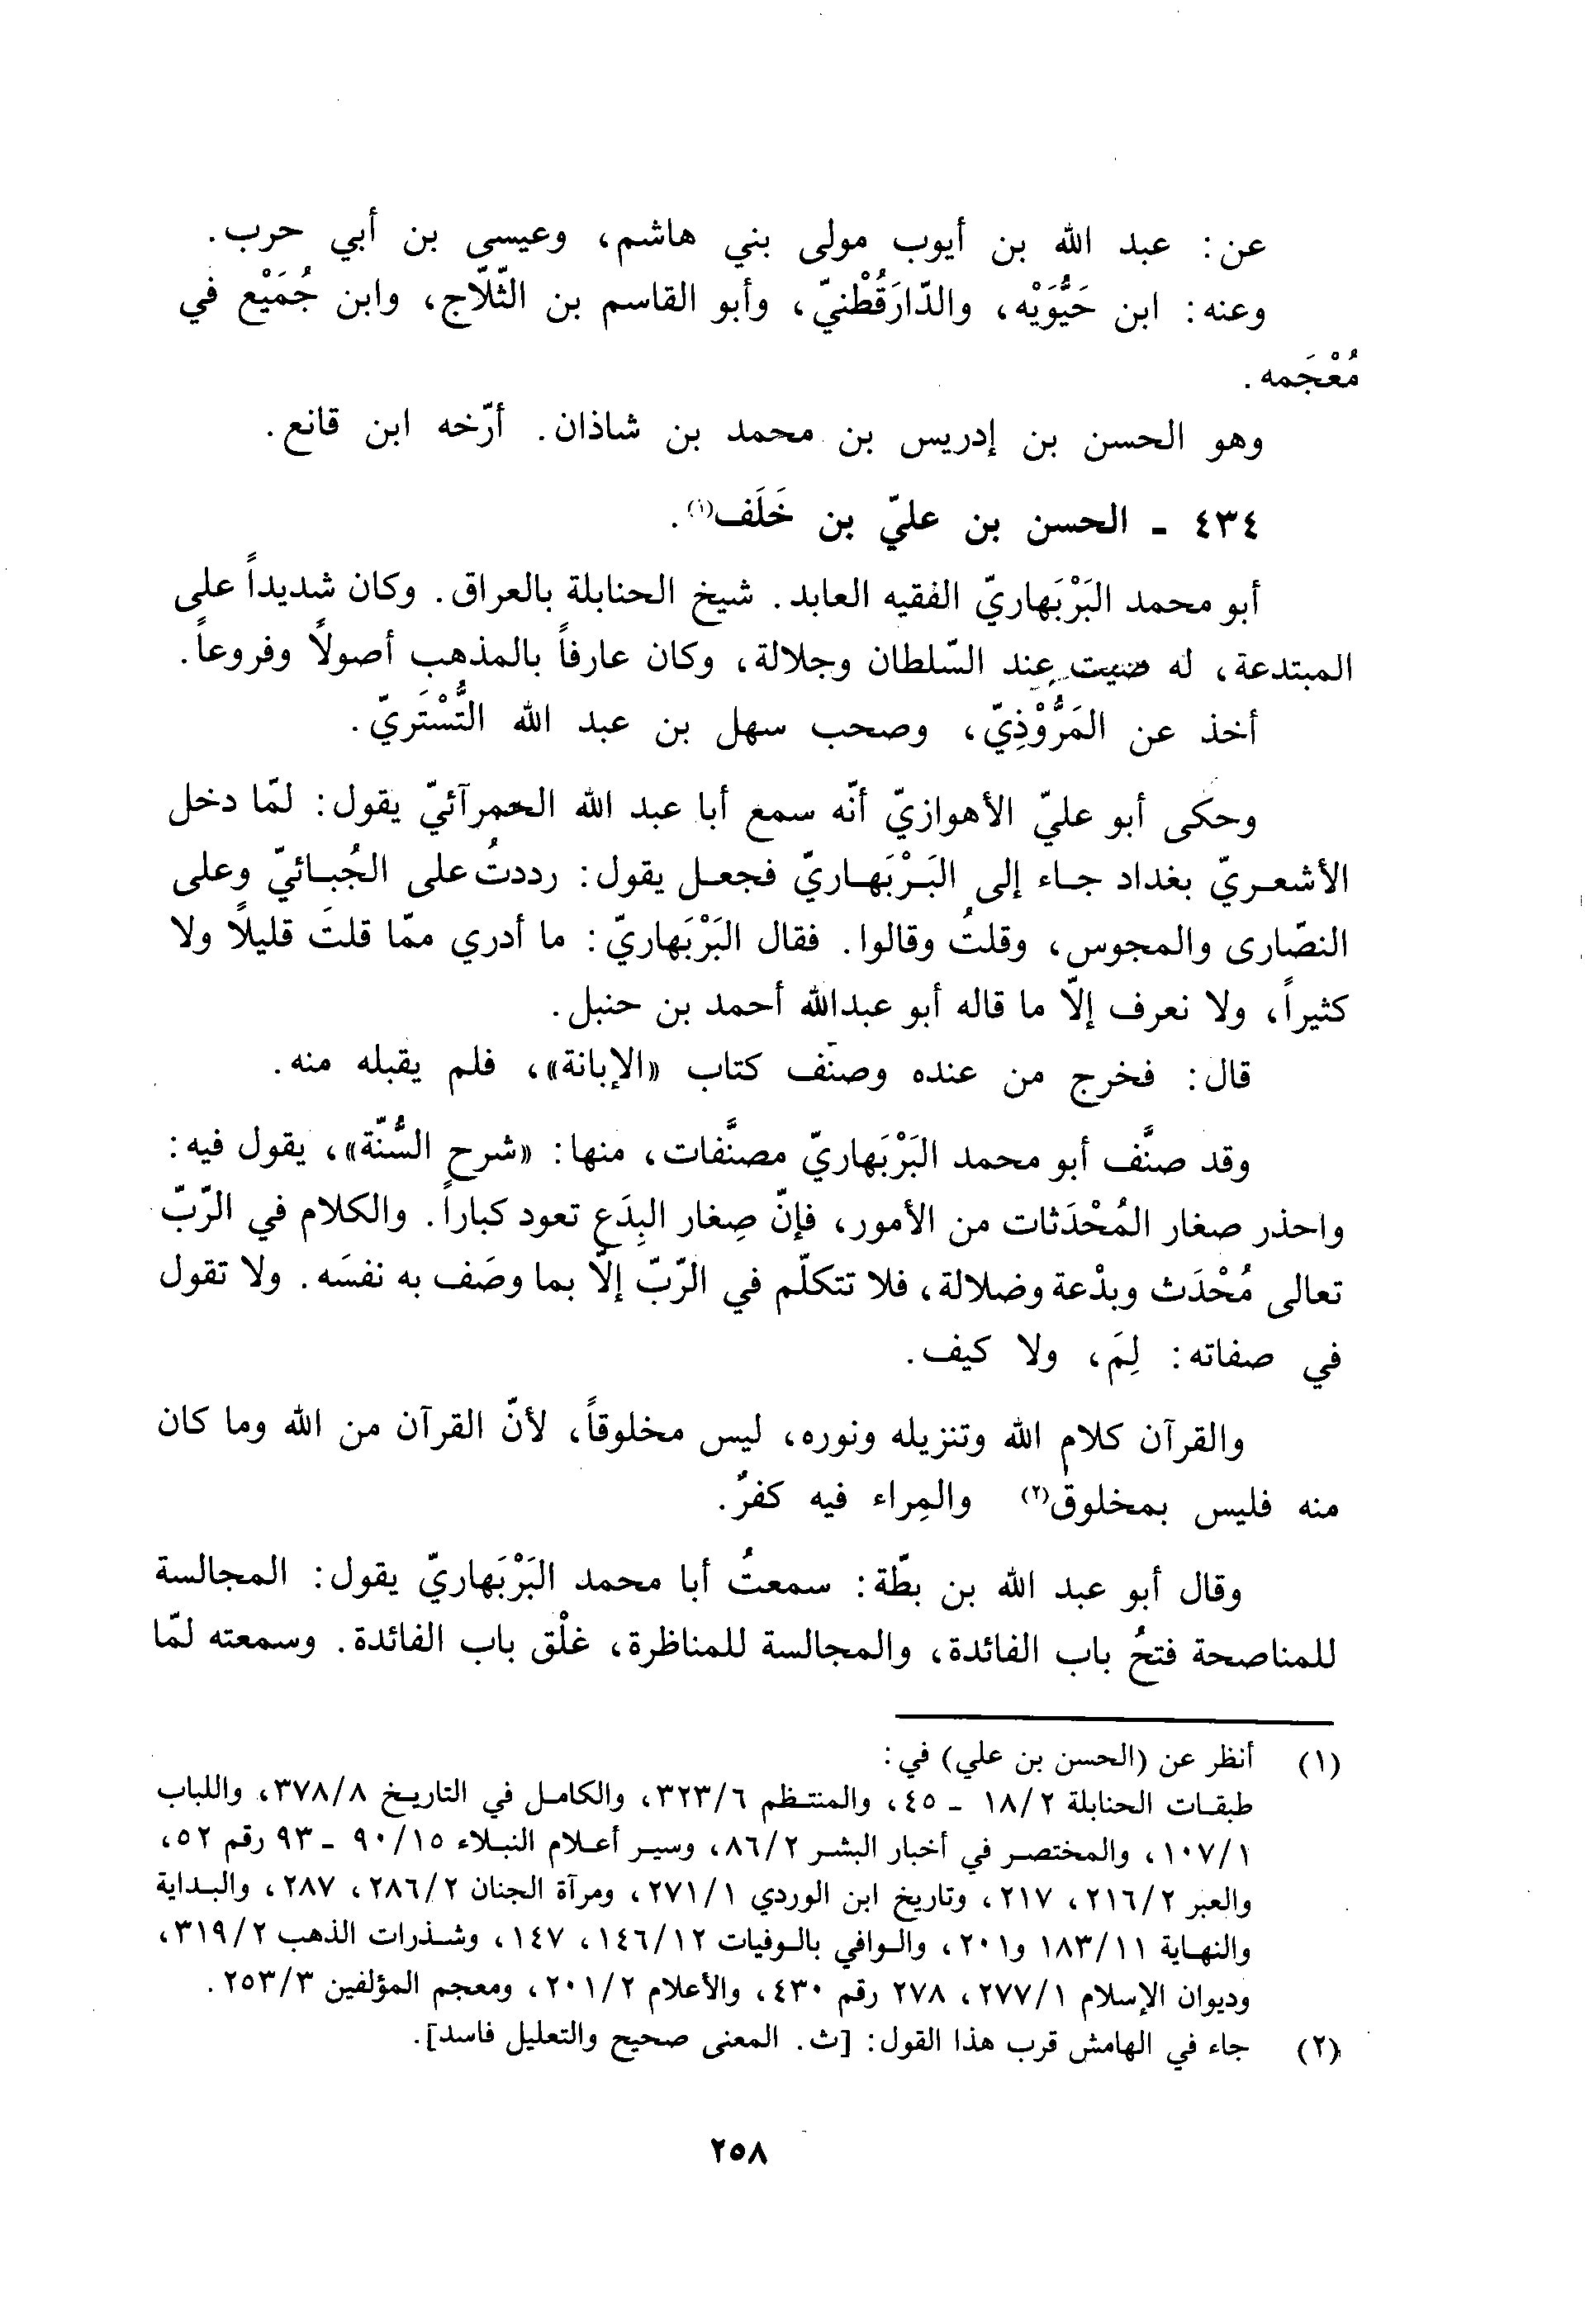 عن: عبد الله بن أيوب مولى بني هاشم، وعيسى بن أبي حرب.
وعنه: ابن حَيُّوَيْه، والدّارَقُطْنيّ، وأبو القاسم بن الثّلّاج، وابن جُمَيْع في
مُعْجَمه.
وهو الحسن بن إدريس بن محمد بن شاذان. أرّخه ابن قانع.
٤٣٤ ـ الحسن بن عليّ بن خَلَف(١).
أبو محمد البَرْبَهاريّ الفقيه العابد. شيخ الحنابلة بالعراق. وكان شديداً على
المبتدعة، له صيت عند السّلطان وجلالة، وكان عارفاً بالمذهب أصولاً وفروعاً.
أخذ عن المَرُّوْذِيّ، وصحب سهل بن عبد الله التُّسْتَريّ.
وحكى أبو عليّ الأهوازيّ أنّه سمع أبا عبد الله الحمرآئيّ يقول: لمّا دخل
الأشعريّ بغداد جاء إلى البَرْبَهاريّ فجعل يقول: رددتُ على الجُبائيّ وعلى
النصّارى والمجوس، وقلتُ وقالوا. فقال البَرْبَهاريّ: ما أدري ممّا قلتَ قليلاً ولا
كثيراً، ولا نعرف إلّا ما قاله أبو عبدالله أحمد بن حنبل.
قال: فخرج من عنده وصنّف كتاب «الإبانة»، فلم يقبله منه.
وقد صنَّف أبو محمد البَرْبَهاريّ مصنَّفات، منها: «شرح السُّنّة»، يقول فيه:
واحذر صغار المُحْدَثات من الأمور، فإنّ صِغار البِدَع تعود كباراً. والكلام في الرّبّ
تعالى مُحْدَث وبدْعة وضلالة، فلا تتكلّم في الرّبّ إلّا بما وصَف به نفسَه. ولا تقول
في صفاته: لِمَ، ولا كيف.
والقرآن كلام الله وتنزيله ونوره، ليس مخلوقاً، لأنّ القرآن من الله وما كان
منه فليس بمخلوق(٢) والمِراء فيه كفرٌ.
وقال أبو عبد الله بن بطّة: سمعتُ أبا محمد البَرْبَهاريّ يقول: المجالسة
للمناصحة فتحُ باب الفائدة، والمجالسة للمناظرة، غلْق باب الفائدة. وسمعته لمّا
(١) أنظر عن (الحسن بن علي) في:
طبقات الحنابلة ١٨/٢ ـ ٤٥، والمنتظم ٣٢٣/٦، والكامل في التاريخ ٣٧٨/٨، واللباب
١٠٧/١، والمختصر في أخبار البشر ٨٦/٢، وسير أعلام النبلاء ٩٠/١٥ ـ ٩٣ رقم ٥٢،
والعبر ٢١٦/٢، ٢١٧، وتاريخ ابن الوردي ٢٧١/١، ومرآة الجنان ٢٨٦/٢، ٢٨٧، والبداية
والنهاية ١٨٣/١١ و٢٠١، والوافي بالوفيات ١٤٦/١٢، ١٤٧، وشذرات الذهب ٣١٩/٢،
وديوان الإسلام ٢٧٧/١، ٢٧٨ رقم ٤٣٠، والأعلام ٢٠١/٢، ومعجم المؤلفين ٢٥٣/٣.
(٢) جاء في الهامش قرب هذا القول: [ث. المعنى صحيح والتعليل فاسد].
٢٥٨